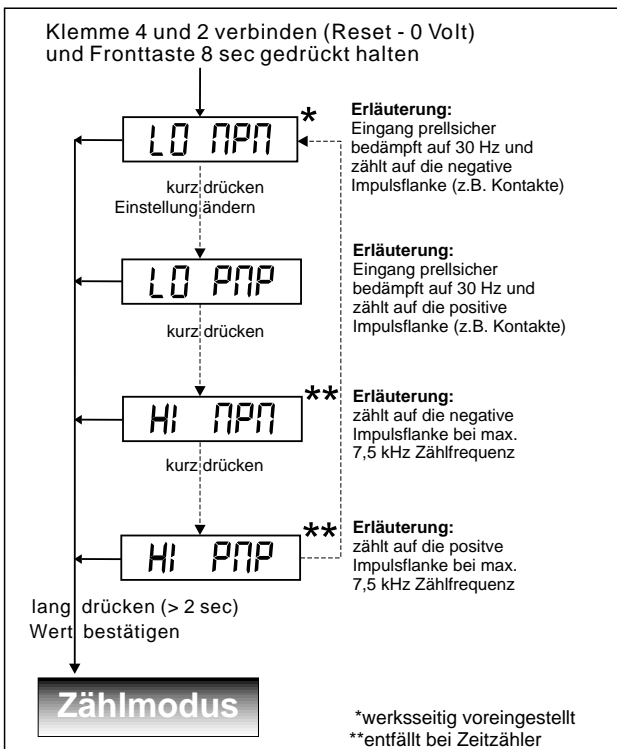 Klemme 4 und 2 verbinden (Reset - 0 Volt)
und Fronttaste 8 sec gedrückt halten
LO NPN *
Erläuterung:
Eingang prellsicher
bedämpft auf 30 Hz und
zählt auf die negative
Impulsflanke (z.B. Kontakte)
kurz drücken
Einstellung ändern
LO PNP
Erläuterung:
Eingang prellsicher
bedämpft auf 30 Hz und
zählt auf die positive
Impulsflanke (z.B. Kontakte)
kurz drücken
HI NPN **
Erläuterung:
zählt auf die negative
Impulsflanke bei max.
7,5 kHz Zählfrequenz
kurz drücken
HI PNP **
Erläuterung:
zählt auf die positve
Impulsflanke bei max.
7,5 kHz Zählfrequenz
lang drücken (> 2 sec)
Wert bestätigen
Zählmodus
*werksseitig voreingestellt
**entfällt bei Zeitzähler